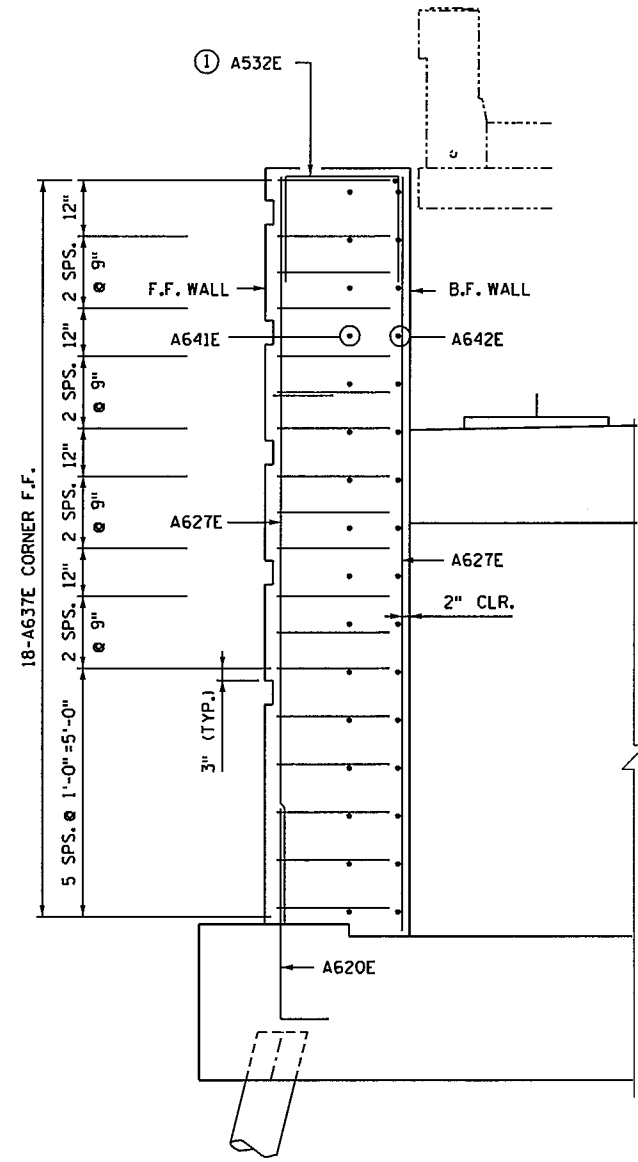 ① A532E
12"
2 SPS. @ 9"
F.F. WALL
B.F. WALL
12"
A641E
A642E
2 SPS. @ 9"
12"
18-A637E CORNER F.F.
2 SPS. @ 9"
A627E
12"
A627E
2 SPS. @ 9"
2" CLR.
3" (TYP.)
5 SPS. @ 1'-0" =5'-0"
A620E